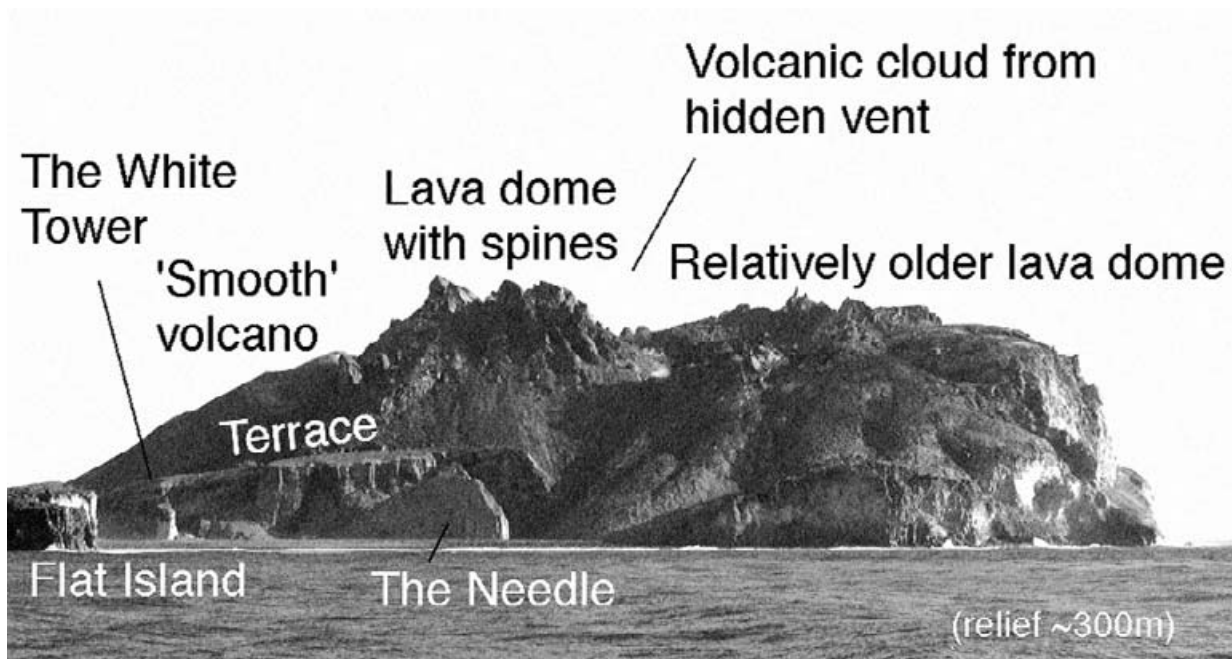 Volcanic cloud from
hidden vent
The White
Tower
Lava dome
with spines
Relatively older lava dome
'Smooth'
volcano
Terrace
Flat Island
The Needle
(relief ~300m)